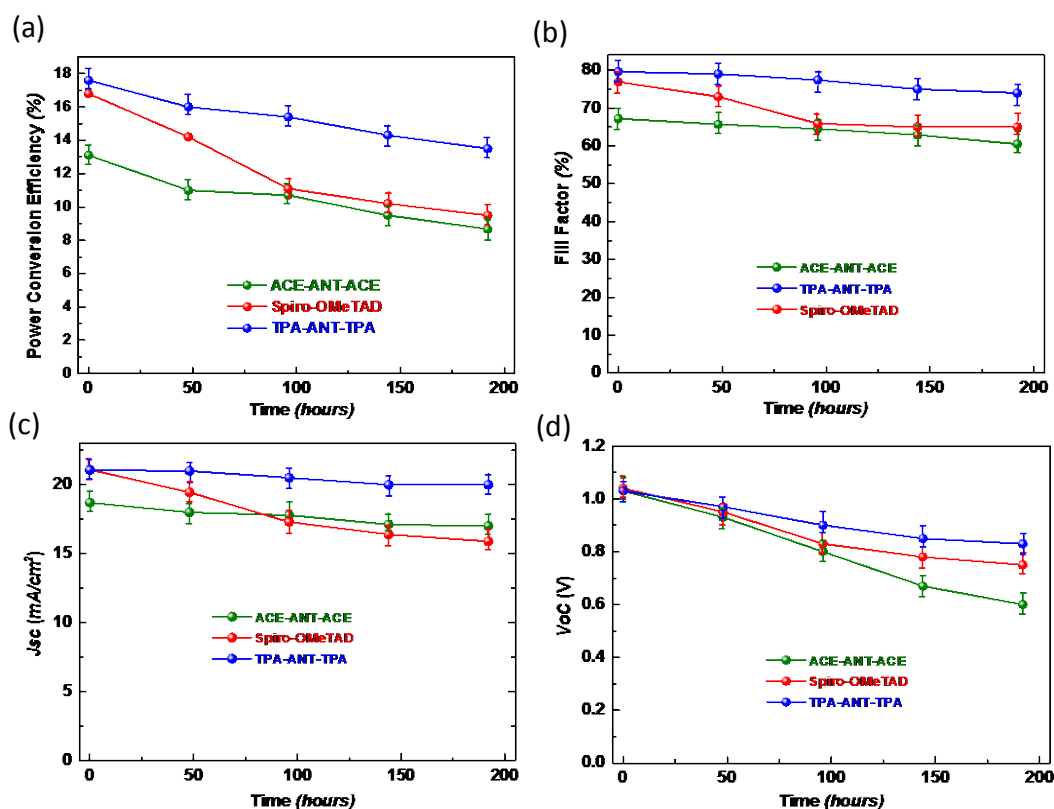 (a)
Power Conversion Efficiency (%)
18
16
14
12
10
8
6
4
2
0
ACE-ANT-ACE
Spiro-OMeTAD
TPA-ANT-TPA
0 50 100 150 200
Time (hours)
(b)
Fill Factor (%)
80
70
60
50
40
30
20
10
0
ACE-ANT-ACE
TPA-ANT-TPA
Spiro-OMeTAD
0 50 100 150 200
Time (hours)
(c)
Jsc (mA/cm²)
20
15
10
5
0
ACE-ANT-ACE
Spiro-OMeTAD
TPA-ANT-TPA
0 50 100 150 200
Time (hours)
(d)
VoC (V)
1.2
1.0
0.8
0.6
0.4
0.2
0.0
ACE-ANT-ACE
Spiro-OMeTAD
TPA-ANT-TPA
0 50 100 150 200
Time (hours)